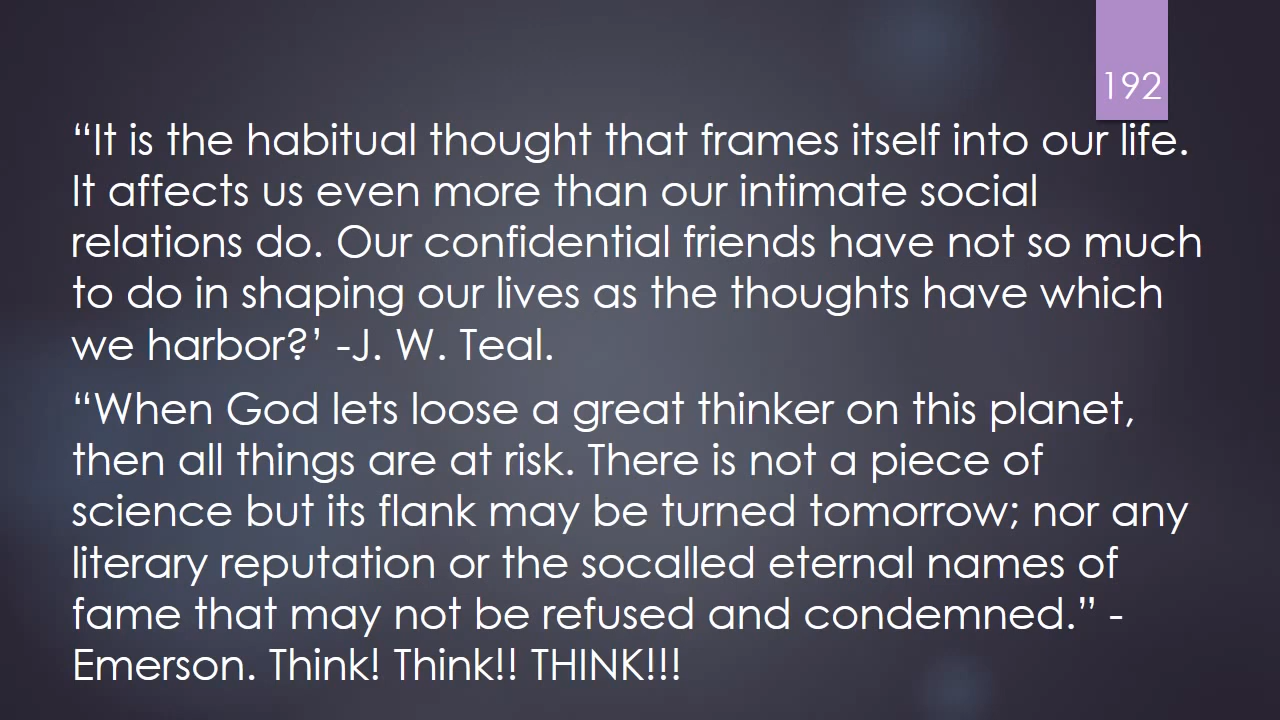 192
“It is the habitual thought that frames itself into our life.
It affects us even more than our intimate social
relations do. Our confidential friends have not so much
to do in shaping our lives as the thoughts have which
we harbor?’ -J. W. Teal.
“When God lets loose a great thinker on this planet,
then all things are at risk. There is not a piece of
science but its flank may be turned tomorrow; nor any
literary reputation or the socalled eternal names of
fame that may not be refused and condemned.” -
Emerson. Think! Think!! THINK!!!